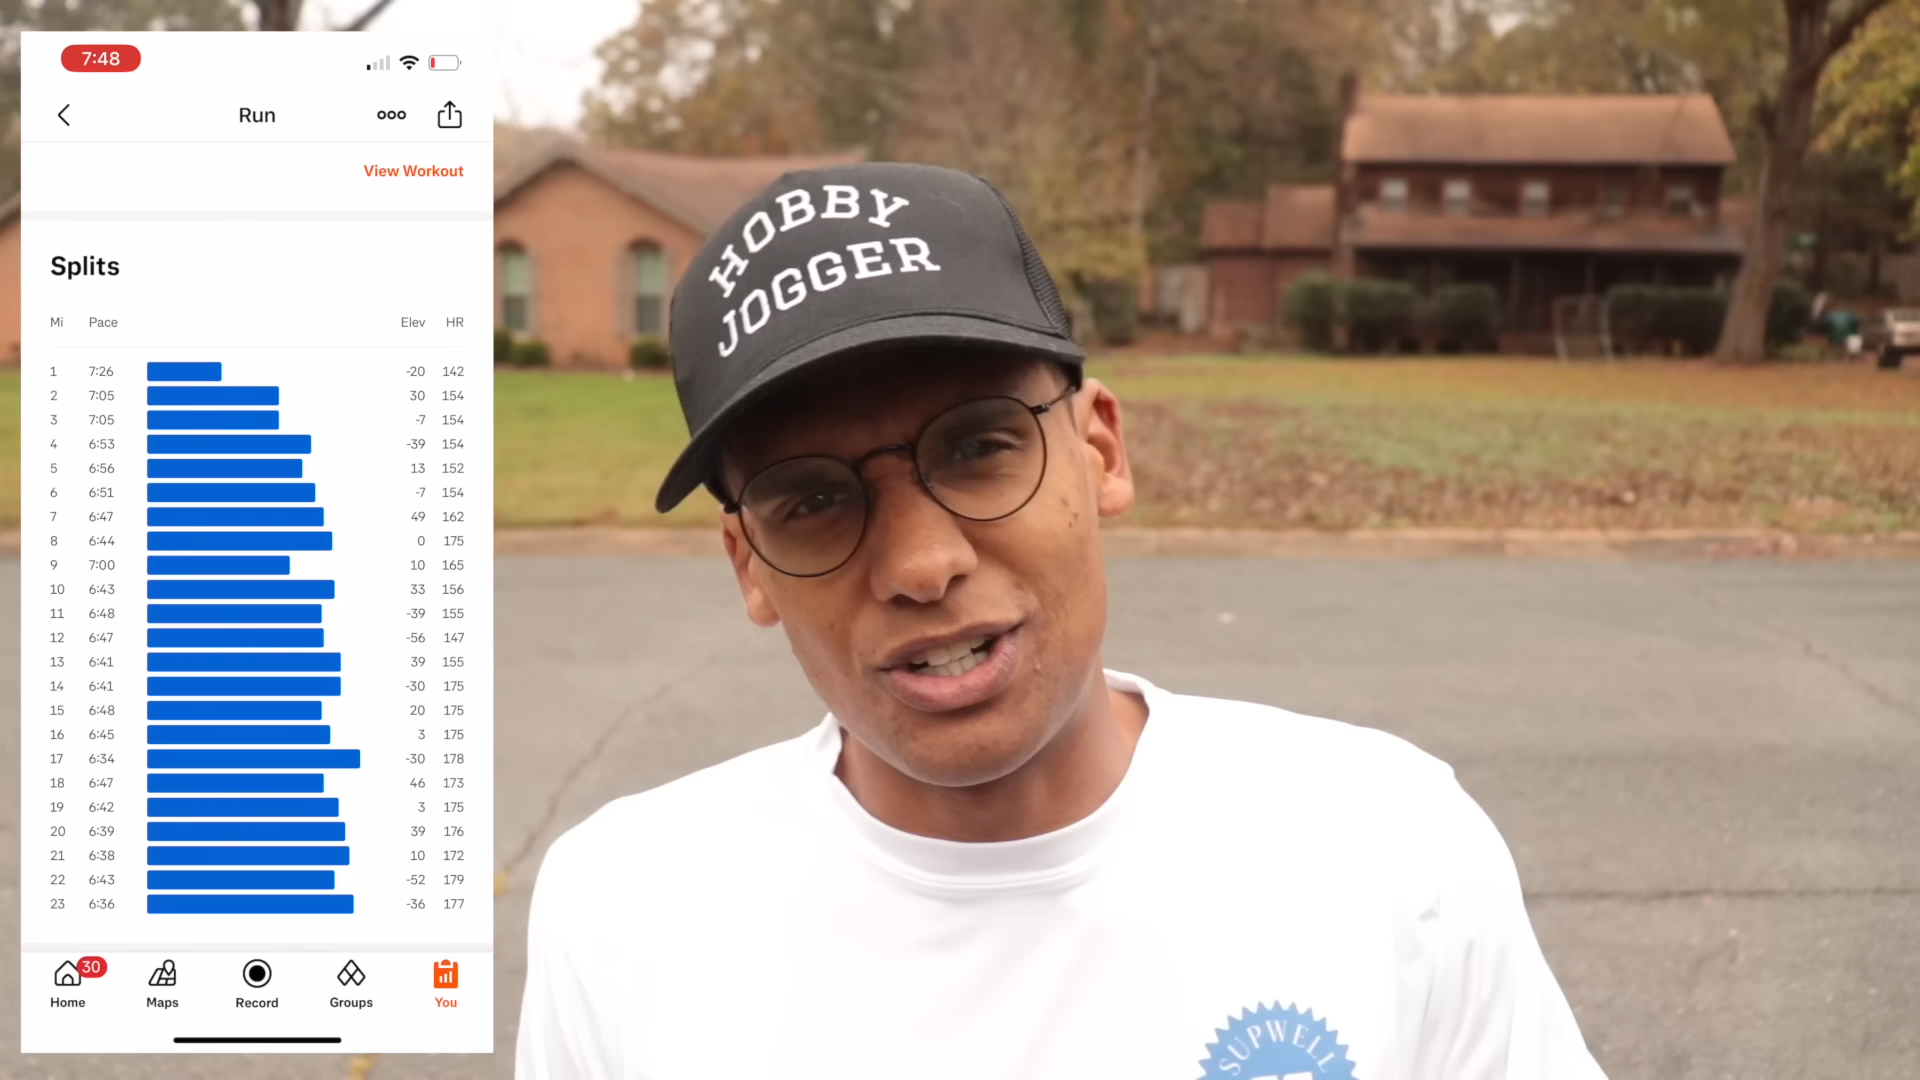 7:48
Run
View Workout
Splits
Mi Pace Elev HR
1 7:26 -20 142
2 7:05 30 154
3 7:05 -7 154
4 6:53 -39 154
5 6:56 13 152
6 6:51 -7 154
7 6:47 49 162
8 6:44 0 175
9 7:00 10 165
10 6:43 33 156
11 6:48 -39 155
12 6:47 -56 147
13 6:41 39 155
14 6:41 -30 175
15 6:48 20 175
16 6:45 3 175
17 6:34 -30 178
18 6:47 46 173
19 6:42 3 175
20 6:39 39 176
21 6:38 10 172
22 6:43 -52 179
23 6:36 -36 177
30
Home Maps Record Groups You
HOBBY
JOGGER
SUPWELL